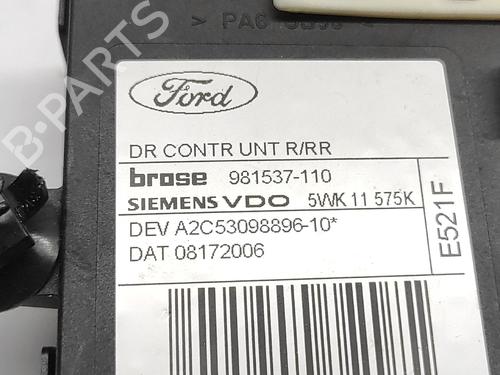 Ford
DR CONTR UNT R/RR
brose 981537-110
SIEMENS VDO 5WK 11 575K
DEV A2C53098896-10*
DAT 08172006
E521F
B-PARTS